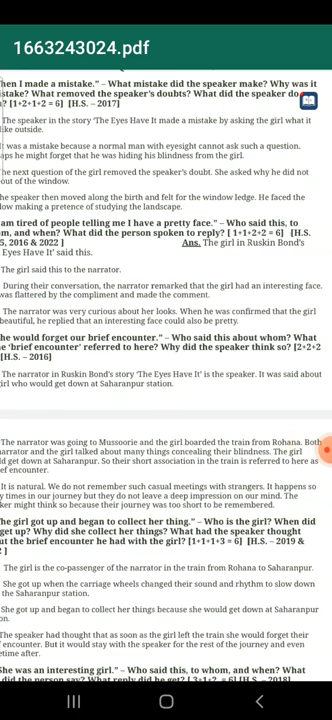 1663243024.pdf
hen I made a mistake." – What mistake did the speaker make? Why was it
istake? What removed the speaker's doubts? What did the speaker do
? [1+2+1+2 = 6] [H.S. – 2017]
The speaker in the story 'The Eyes Have It made a mistake by asking the girl what it
like outside.
t was a mistake because a normal man with eyesight cannot ask such a question.
aps he might forget that he was hiding his blindness from the girl.
he next question of the girl removed the speaker's doubt. She asked why he did not
out of the window.
he speaker then moved along the birth and felt for the window ledge. He faced the
dow making a pretence of studying the landscape.
am tired of people telling me I have a pretty face." – Who said this, to
om, and when? What did the person spoken to reply? [ 1+1+2+2 = 6] [H.S.
5, 2016 & 2022 ] Ans. The girl in Ruskin Bond's
Eyes Have It' said this.
The girl said this to the narrator.
During their conversation, the narrator remarked that the girl had an interesting face.
was flattered by the compliment and made the comment.
The narrator was very curious about her looks. When he was confirmed that the girl
beautiful, he replied that an interesting face could also be pretty.
he would forget our brief encounter." – Who said this about whom? What
he 'brief encounter' referred to here? Why did the speaker think so? [2+2+2
[H.S. – 2016]
The narrator in Ruskin Bond's story 'The Eyes Have It' is the speaker. It was said about
girl who would get down at Saharanpur station.
The narrator was going to Mussoorie and the girl boarded the train from Rohana. Both
narrator and the girl talked about many things concealing their blindness. The girl
ld get down at Saharanpur. So their short association in the train is referred to here as
ef encounter.
It is natural. We do not remember such casual meetings with strangers. It happens so
y times in our journey but they do not leave a deep impression on our mind. The
ker might think so because their journey was too short to be remembered.
he girl got up and began to collect her thing." – Who is the girl? When did
get up? Why did she collect her things? What had the speaker thought
ut the brief encounter he had with the girl? [1+1+1+3 = 6] [H.S. – 2019 &
2 ]
The girl is the co-passenger of the narrator in the train from Rohana to Saharanpur.
She got up when the carriage wheels changed their sound and rhythm to slow down
the Saharanpur station.
She got up and began to collect her things because she would get down at Saharanpur
on.
The speaker had thought that as soon as the girl left the train she would forget their
f encounter. But it would stay with the speaker for the rest of the journey and even
etime after.
She was an interesting girl." – Who said this, to whom, and when? What
did the person say? What reply did he get? [ 3+1+2 = 6] [H.S. – 2018]